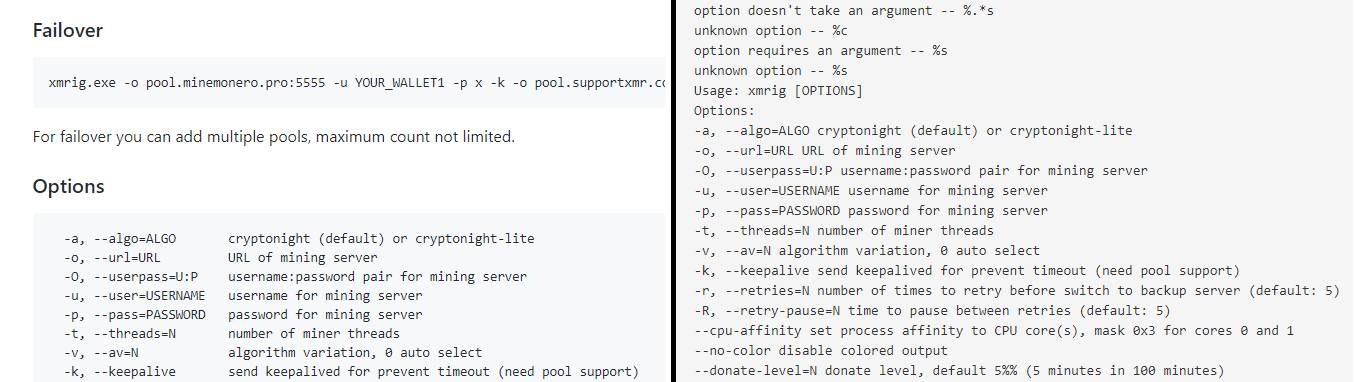 Failover
xmrig.exe -o pool.minemonero.pro:5555 -u YOUR_WALLET1 -p x -k -o pool.supportxmr.co
For failover you can add multiple pools, maximum count not limited.
Options
-a, --algo=ALGO cryptonight (default) or cryptonight-lite
-o, --url=URL URL of mining server
-O, --userpass=U:P username:password pair for mining server
-u, --user=USERNAME username for mining server
-p, --pass=PASSWORD password for mining server
-t, --threads=N number of miner threads
-v, --av=N algorithm variation, 0 auto select
-k, --keepalive send keepalived for prevent timeout (need pool support)
option doesn't take an argument -- %.*s
unknown option -- %c
option requires an argument -- %s
unknown option -- %s
Usage: xmrig [OPTIONS]
Options:
-a, --algo=ALGO cryptonight (default) or cryptonight-lite
-o, --url=URL URL of mining server
-O, --userpass=U:P username:password pair for mining server
-u, --user=USERNAME username for mining server
-p, --pass=PASSWORD password for mining server
-t, --threads=N number of miner threads
-v, --av=N algorithm variation, 0 auto select
-k, --keepalive send keepalived for prevent timeout (need pool support)
-r, --retries=N number of times to retry before switch to backup server (default: 5)
-R, --retry-pause=N time to pause between retries (default: 5)
--cpu-affinity set process affinity to CPU core(s), mask 0x3 for cores 0 and 1
--no-color disable colored output
--donate-level=N donate level, default 5%% (5 minutes in 100 minutes)